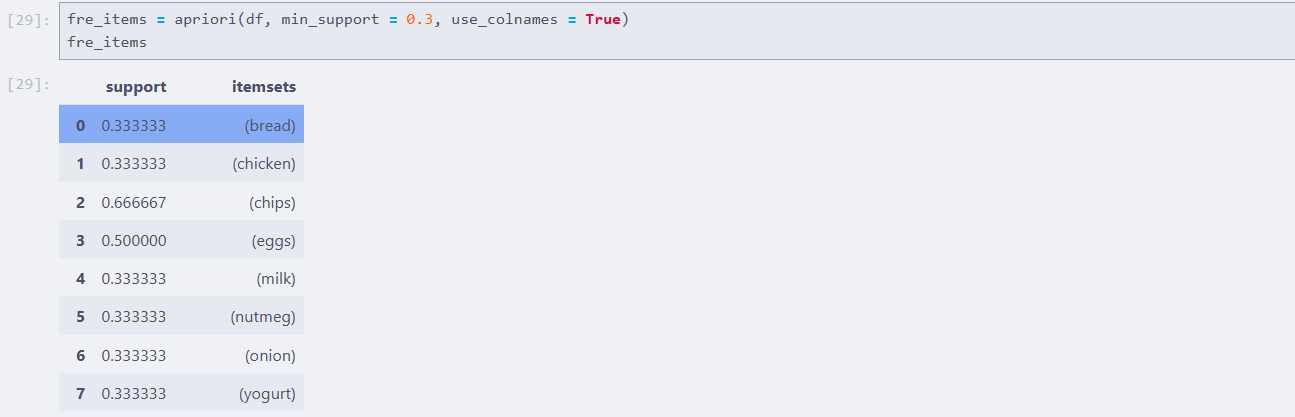 [29]: fre_items = apriori(df, min_support = 0.3, use_colnames = True)
fre_items
[29]: support itemsets
0 0.333333 (bread)
1 0.333333 (chicken)
2 0.666667 (chips)
3 0.500000 (eggs)
4 0.333333 (milk)
5 0.333333 (nutmeg)
6 0.333333 (onion)
7 0.333333 (yogurt)